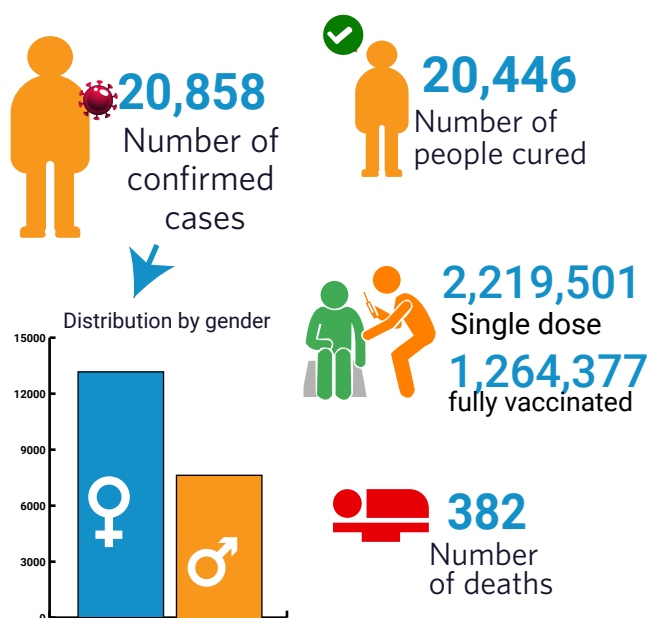 20,858
Number of
confirmed
cases
20,446
Number of
people cured
Distribution by gender
15000
12000
9000
6000
3000
0
2,219,501
Single dose
1,264,377
fully vaccinated
382
Number
of deaths